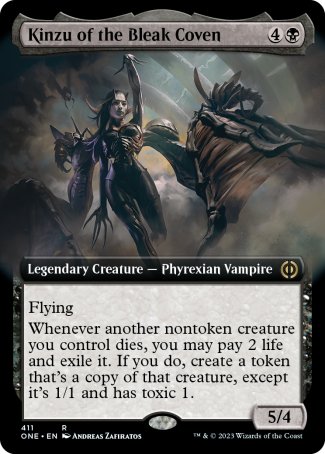 Kinzu of the Bleak Coven 4
Legendary Creature — Phyrexian Vampire
Flying
Whenever another nontoken creature
you control dies, you may pay 2 life
and exile it. If you do, create a token
that's a copy of that creature, except
it's 1/1 and has toxic 1.
5/4
411 R
ONE • EN Andreas Zafiratos ™ & © 2023 Wizards of the Coast